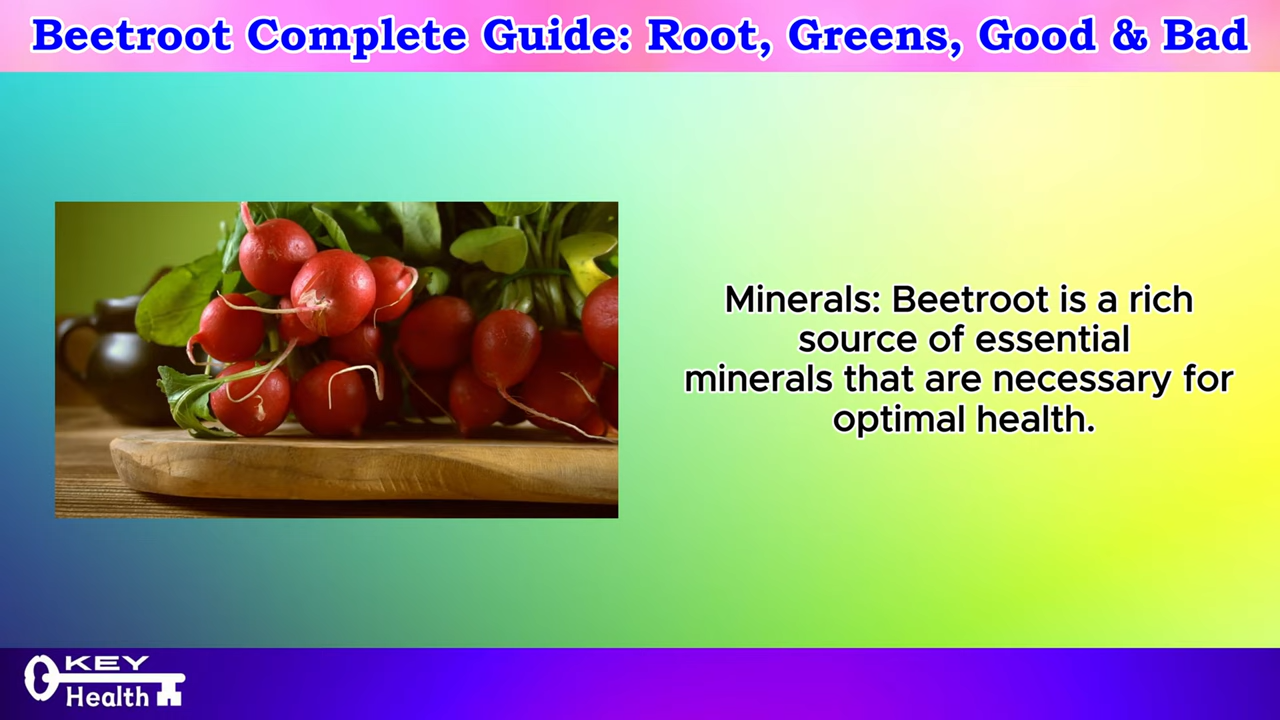 Beetroot Complete Guide: Root, Greens, Good & Bad
Minerals: Beetroot is a rich
source of essential
minerals that are necessary for
optimal health.
KEY
Health